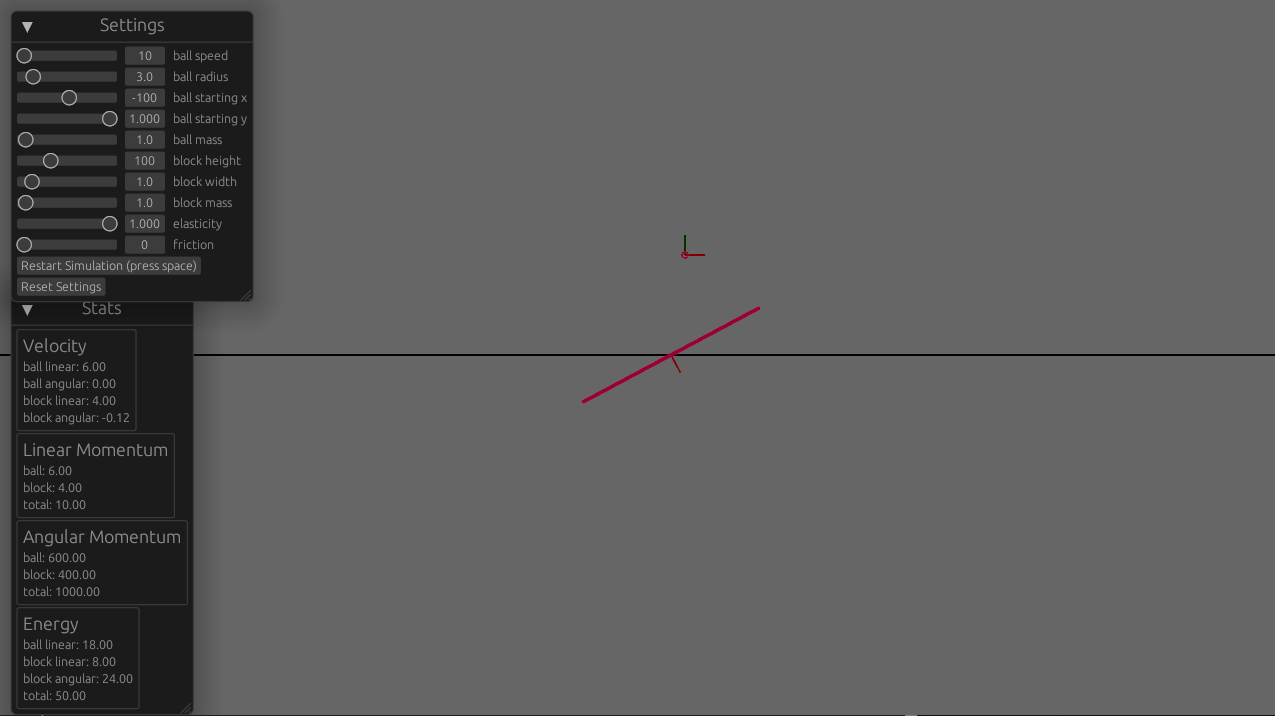 Settings
10 ball speed
3.0 ball radius
-100 ball starting x
1.000 ball starting y
1.0 ball mass
100 block height
1.0 block width
1.0 block mass
1.000 elasticity
0 friction
Restart Simulation (press space)
Reset Settings
Stats
Velocity
ball linear: 6.00
ball angular: 0.00
block linear: 4.00
block angular: -0.12
Linear Momentum
ball: 6.00
block: 4.00
total: 10.00
Angular Momentum
ball: 600.00
block: 400.00
total: 1000.00
Energy
ball linear: 18.00
block linear: 8.00
block angular: 24.00
total: 50.00